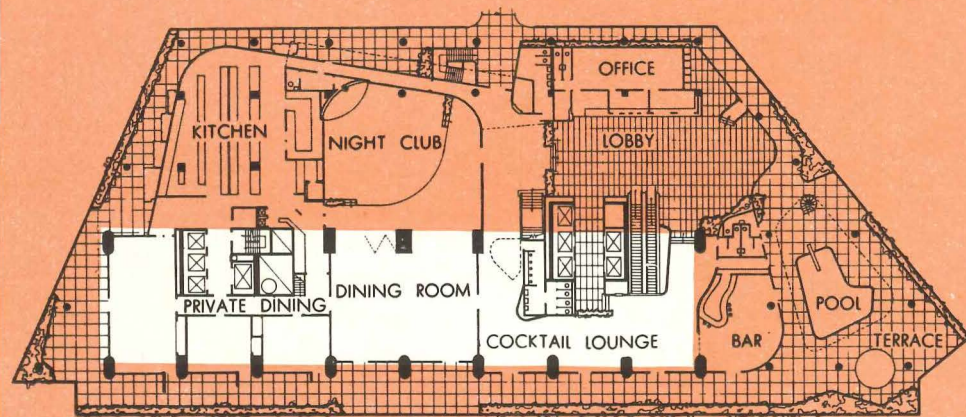 OFFICE
KITCHEN
NIGHT CLUB
LOBBY
PRIVATE DINING
DINING ROOM
COCKTAIL LOUNGE
BAR
POOL
TERRACE